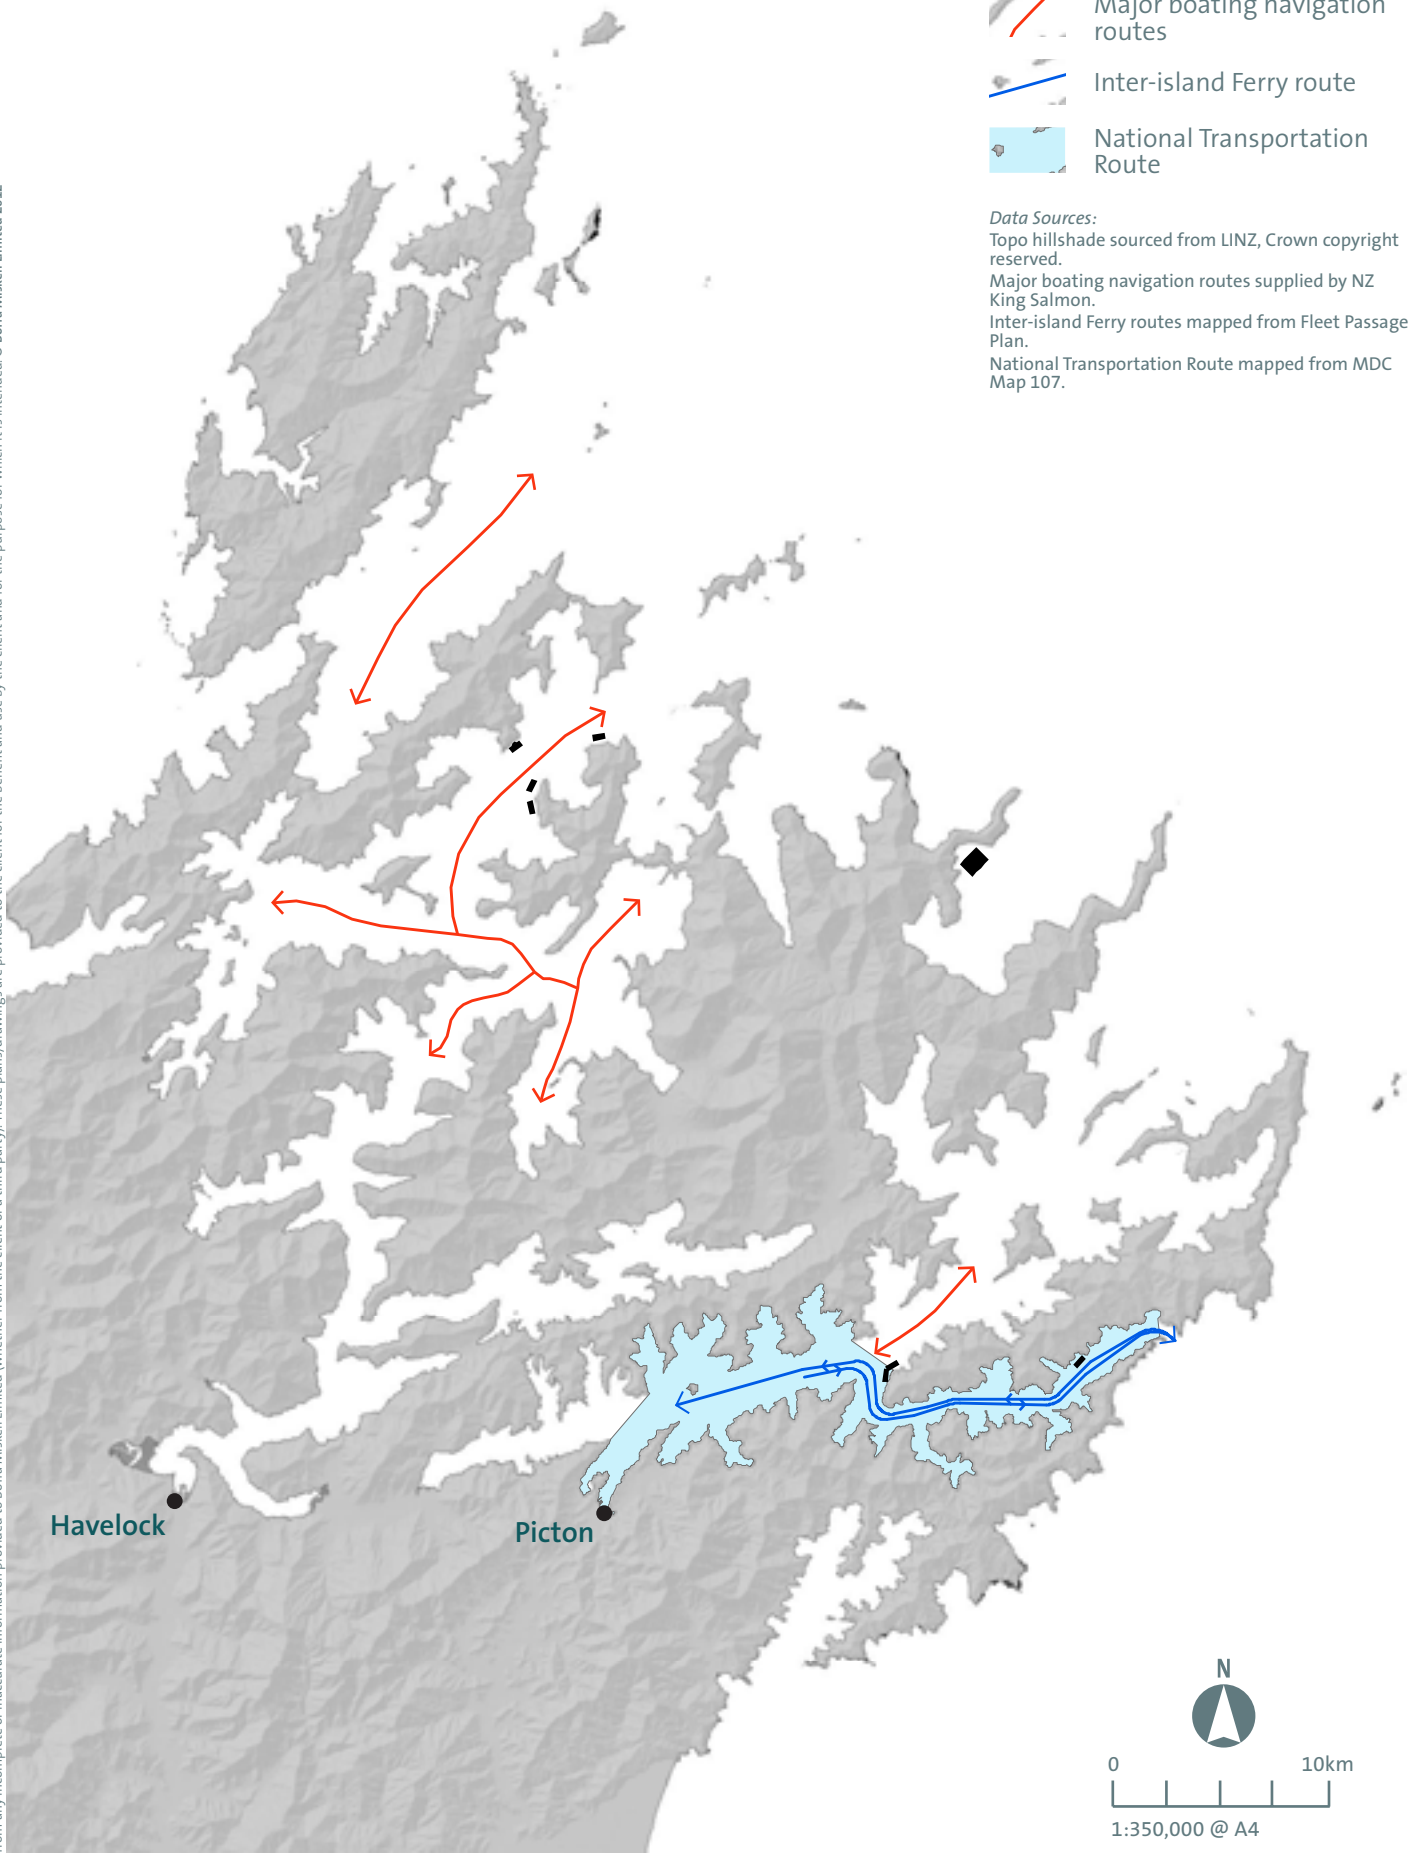 Major boating navigation
routes
Inter-island Ferry route
National Transportation
Route
Data Sources:
Topo hillshade sourced from LINZ, Crown copyright
reserved.
Major boating navigation routes supplied by NZ
King Salmon.
Inter-island Ferry routes mapped from Fleet Passage
Plan.
National Transportation Route mapped from MDC
Map 107.
Havelock
Picton
N
0 10km
1:350,000 @ A4